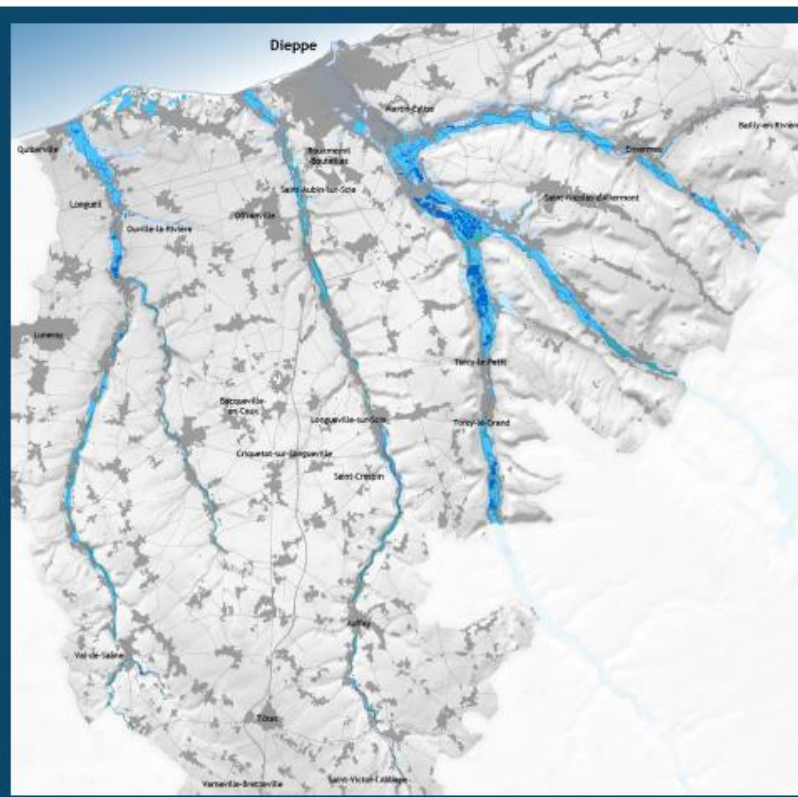 Dieppe
Martin-Église
Bailly-en-Rivière
Quiberville
Rouxmesnil
-Bouteilles
Envermeu
Saint-Aubin-sur-Scie
Saint-Nicolas-d'Aliermont
Longueil
Offranville
Ouville-la-Rivière
Luneray
Torcy-le-Petit
Bacqueville
-en-Caux
Longueville-sur-Scie
Torcy-le-Grand
Criquetot-sur-Longueville
Saint-Crespin
Auffay
Val-de-Saâne
Tôtes
Varneville-Bretteville
Saint-Victor-l'Abbaye